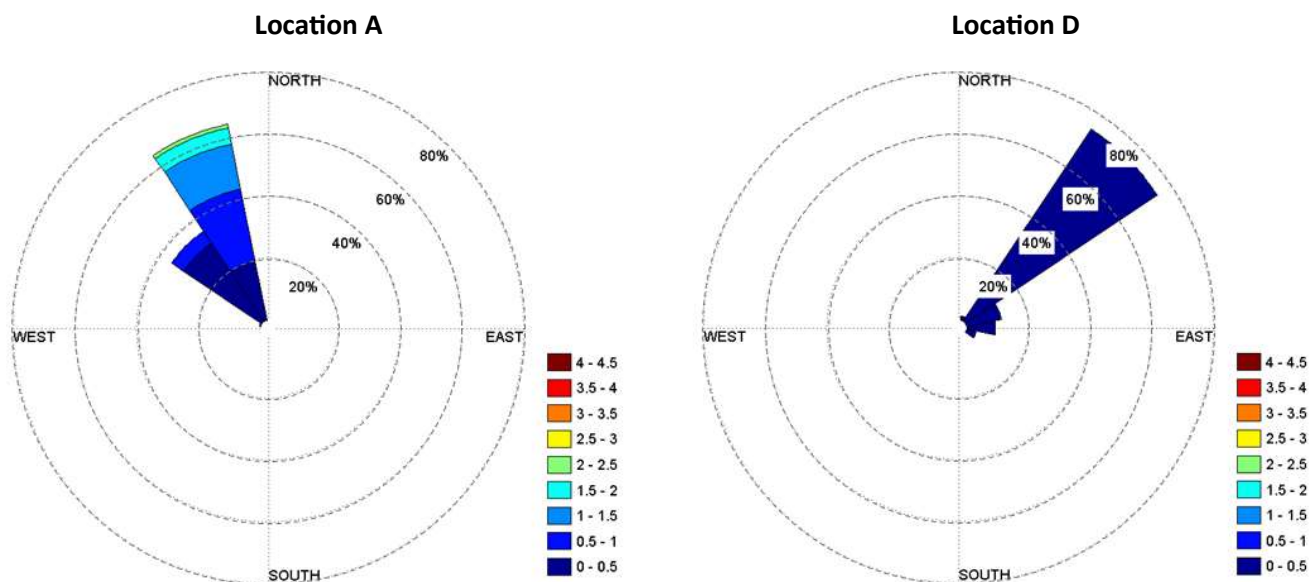 Location A
NORTH
80%
60%
40%
20%
WEST
EAST
SOUTH
4 - 4.5
3.5 - 4
3 - 3.5
2.5 - 3
2 - 2.5
1.5 - 2
1 - 1.5
0.5 - 1
0 - 0.5
Location D
NORTH
80%
60%
40%
20%
WEST
EAST
SOUTH
4 - 4.5
3.5 - 4
3 - 3.5
2.5 - 3
2 - 2.5
1.5 - 2
1 - 1.5
0.5 - 1
0 - 0.5